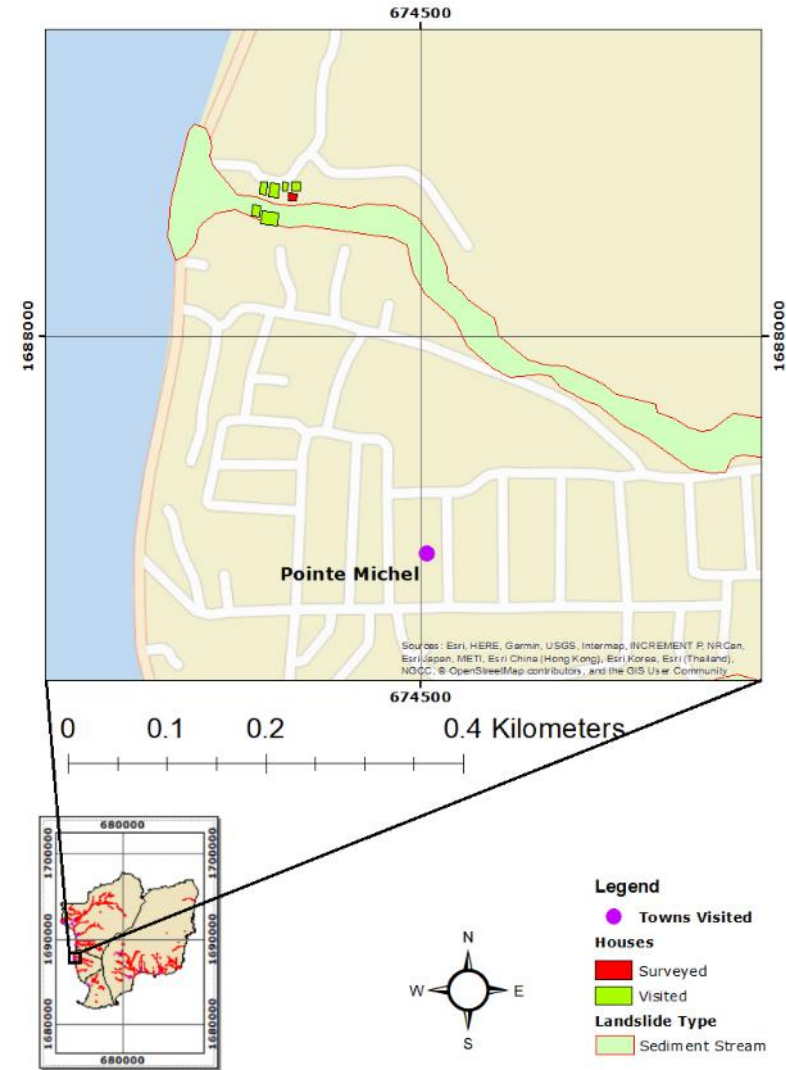 674500
1688000
1688000
Pointe Michel
Sources: Esri, HERE, Garmin, USGS, Intermap, INCREMENT P, NRCan,
Esri Japan, METI, Esri China (Hong Kong), Esri Korea, Esri (Thailand),
NGCC, © OpenStreetMap contributors, and the GIS User Community
674500
0 0.1 0.2 0.4 Kilometers
680000
1700000
1700000
1690000
1690000
1680000
1680000
680000
N
W E
S
Legend
Towns Visited
Houses
Surveyed
Visited
Landslide Type
Sediment Stream